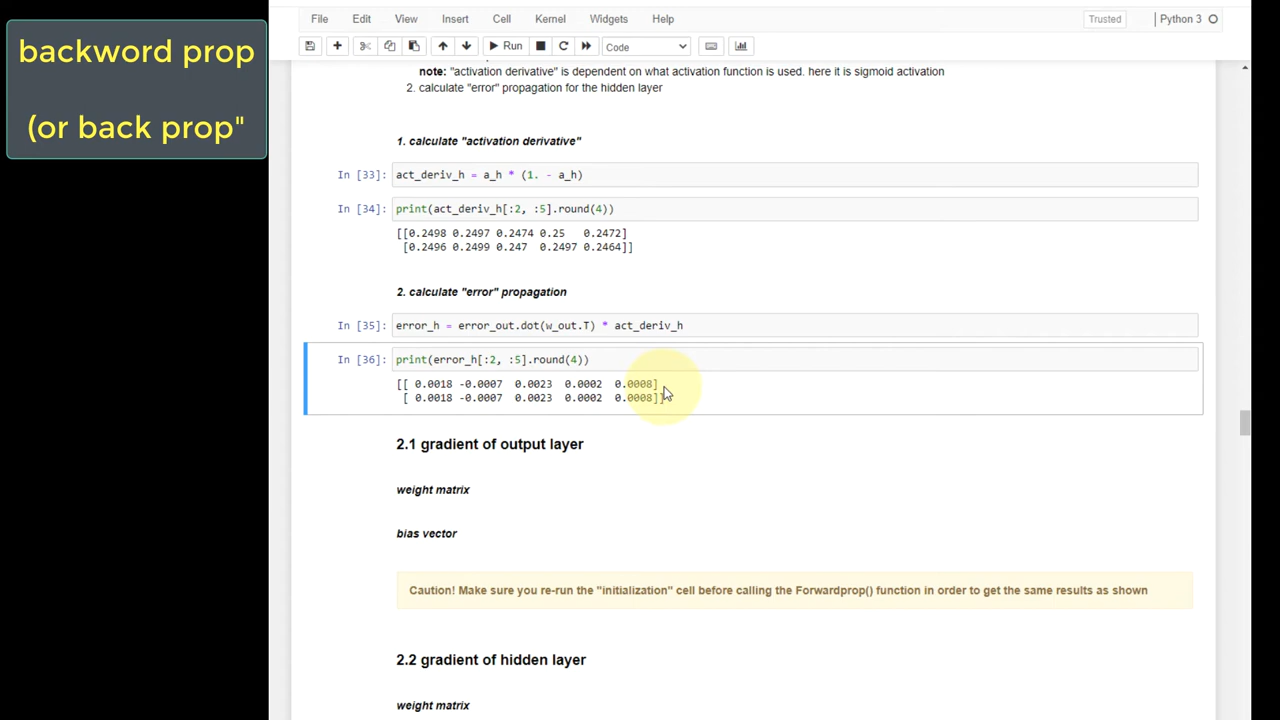 backword prop
(or back prop"
File Edit View Insert Cell Kernel Widgets Help
Trusted
Python 3
Run
Code
note: "activation derivative" is dependent on what activation function is used. here it is sigmoid activation
2. calculate "error" propagation for the hidden layer
1. calculate "activation derivative"
In [33]: act_deriv_h = a_h * (1. - a_h)
In [34]: print(act_deriv_h[:2, :5].round(4))
[[0.2498 0.2497 0.2474 0.25   0.2472]
 [0.2496 0.2499 0.247  0.2497 0.2464]]
2. calculate "error" propagation
In [35]: error_h = error_out.dot(w_out.T) * act_deriv_h
In [36]: print(error_h[:2, :5].round(4))
[[ 0.0018 -0.0007  0.0023  0.0002  0.0008]
 [ 0.0018 -0.0007  0.0023  0.0002  0.0008]]
2.1 gradient of output layer
weight matrix
bias vector
Caution! Make sure you re-run the "initialization" cell before calling the Forwardprop() function in order to get the same results as shown
2.2 gradient of hidden layer
weight matrix